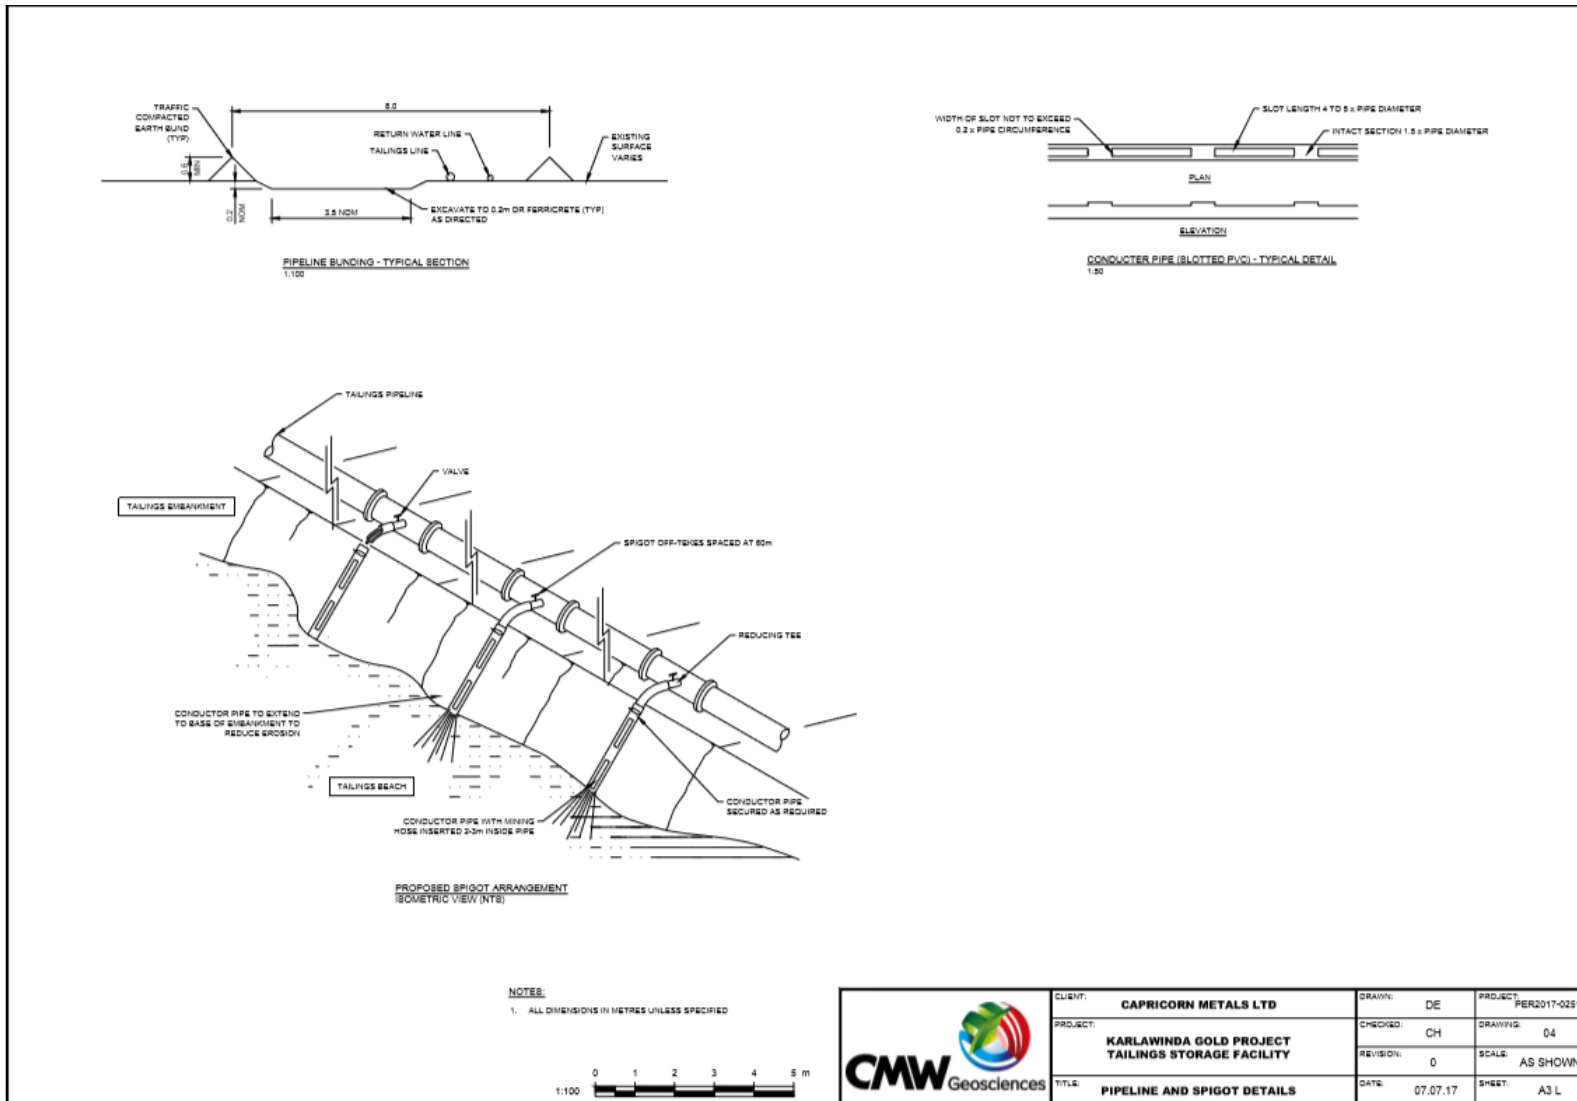 8.0
TRAFFIC
COMPACTED
EARTH BUND
(TYP)
RETURN WATER LINE
TAILINGS LINE
EXISTING
SURFACE
VARIES
0.6
MIN
0.2
NOM
3.5 NOM
EXCAVATE TO 0.2m OR FERRICRETE (TYP)
AS DIRECTED
PIPELINE BUNDING - TYPICAL SECTION
1:100
WIDTH OF SLOT NOT TO EXCEED
0.2 x PIPE CIRCUMFERENCE
SLOT LENGTH 4 TO 5 x PIPE DIAMETER
INTACT SECTION 1.5 x PIPE DIAMETER
PLAN
ELEVATION
CONDUCTER PIPE (SLOTTED PVC) - TYPICAL DETAIL
1:50
TAILINGS PIPELINE
VALVE
TAILINGS EMBANKMENT
SPIGOT OFF-TEKES SPACED AT 60m
REDUCING TEE
CONDUCTOR PIPE TO EXTEND
TO BASE OF EMBANKMENT TO
REDUCE EROSION
TAILINGS BEACH
CONDUCTOR PIPE WITH MINING
HOSE INSERTED 2-3m INSIDE PIPE
CONDUCTOR PIPE
SECURED AS REQUIRED
PROPOSED SPIGOT ARRANGEMENT
ISOMETRIC VIEW (NTS)
NOTES:
1. ALL DIMENSIONS IN METRES UNLESS SPECIFIED
0 1 2 3 4 5 m
1:100
CMW Geosciences
CLIENT: CAPRICORN METALS LTD
PROJECT: KARLAWINDA GOLD PROJECT
TAILINGS STORAGE FACILITY
TITLE: PIPELINE AND SPIGOT DETAILS
DRAWN: DE
CHECKED: CH
REVISION: 0
DATE: 07.07.17
PROJECT: PER2017-025
DRAWING: 04
SCALE: AS SHOWN
SHEET: A3 L